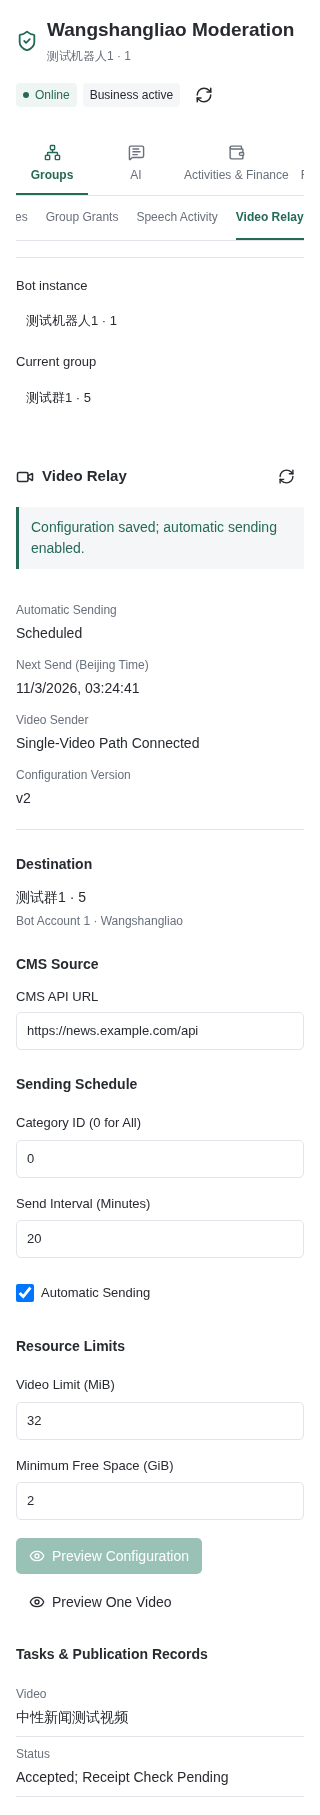 Wangshangliao Moderation
测试机器人1 · 1
Online
Business active
Groups
AI
Activities & Finance
Group Grants
Speech Activity
Video Relay
Bot instance
测试机器人1 · 1
Current group
测试群1 · 5
Video Relay
Configuration saved; automatic sending
enabled.
Automatic Sending
Scheduled
Next Send (Beijing Time)
11/3/2026, 03:24:41
Video Sender
Single-Video Path Connected
Configuration Version
v2
Destination
测试群1 · 5
Bot Account 1 · Wangshangliao
CMS Source
CMS API URL
https://news.example.com/api
Sending Schedule
Category ID (0 for All)
0
Send Interval (Minutes)
20
Automatic Sending
Resource Limits
Video Limit (MiB)
32
Minimum Free Space (GiB)
2
Preview Configuration
Preview One Video
Tasks & Publication Records
Video
中性新闻测试视频
Status
Accepted; Receipt Check Pending